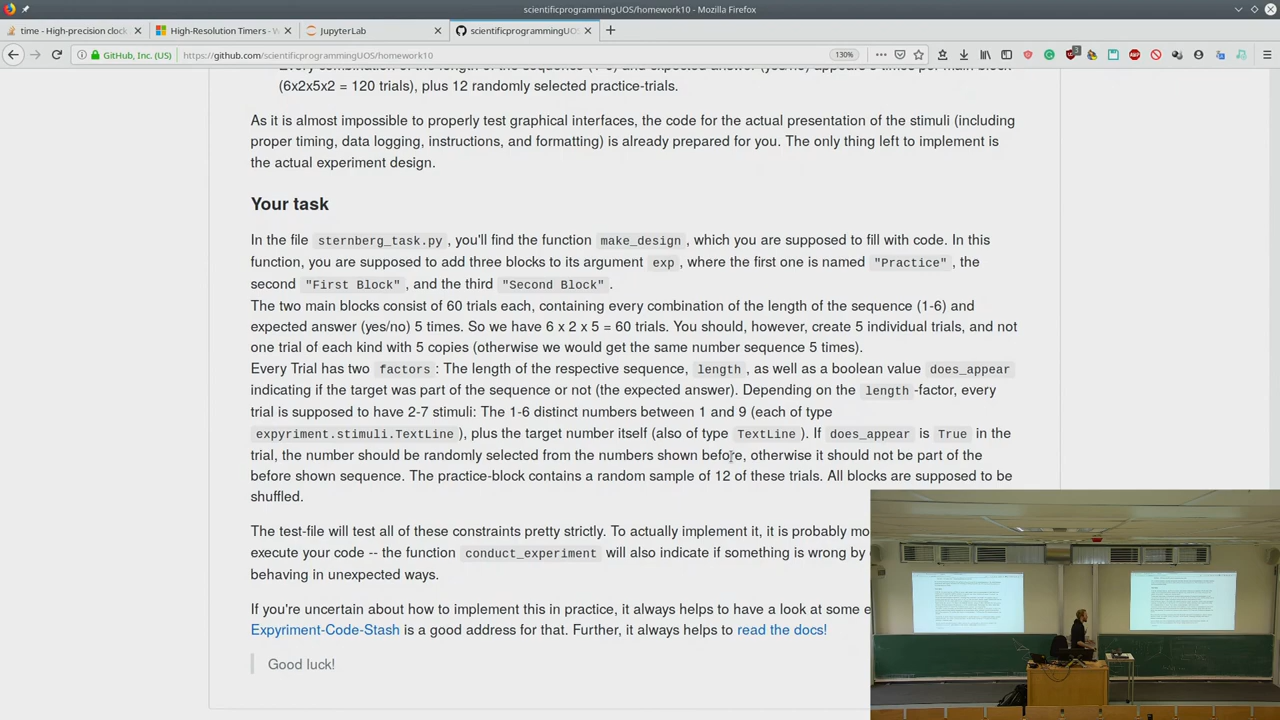 scientificprogrammingUOS/homework10 - Mozilla Firefox
time - High-precision clock
High-Resolution Timers - W
JupyterLab
scientificprogrammingUOS/h
GitHub, Inc. (US)
https://github.com/scientificprogrammingUOS/homework10
130%
(6x2x5x2 = 120 trials), plus 12 randomly selected practice-trials.
As it is almost impossible to properly test graphical interfaces, the code for the actual presentation of the stimuli (including
proper timing, data logging, instructions, and formatting) is already prepared for you. The only thing left to implement is
the actual experiment design.
Your task
In the file sternberg_task.py , you'll find the function make_design , which you are supposed to fill with code. In this
function, you are supposed to add three blocks to its argument exp , where the first one is named "Practice" , the
second "First Block" , and the third "Second Block" .
The two main blocks consist of 60 trials each, containing every combination of the length of the sequence (1-6) and
expected answer (yes/no) 5 times. So we have 6 x 2 x 5 = 60 trials. You should, however, create 5 individual trials, and not
one trial of each kind with 5 copies (otherwise we would get the same number sequence 5 times).
Every Trial has two factors : The length of the respective sequence, length , as well as a boolean value does_appear
indicating if the target was part of the sequence or not (the expected answer). Depending on the length -factor, every
trial is supposed to have 2-7 stimuli: The 1-6 distinct numbers between 1 and 9 (each of type
expyriment.stimuli.TextLine ), plus the target number itself (also of type TextLine ). If does_appear is True in the
trial, the number should be randomly selected from the numbers shown before, otherwise it should not be part of the
before shown sequence. The practice-block contains a random sample of 12 of these trials. All blocks are supposed to be
shuffled.
The test-file will test all of these constraints pretty strictly. To actually implement it, it is probably mo
execute your code -- the function conduct_experiment will also indicate if something is wrong by
behaving in unexpected ways.
If you're uncertain about how to implement this in practice, it always helps to have a look at some e
Expyriment-Code-Stash is a good address for that. Further, it always helps to read the docs!
Good luck!